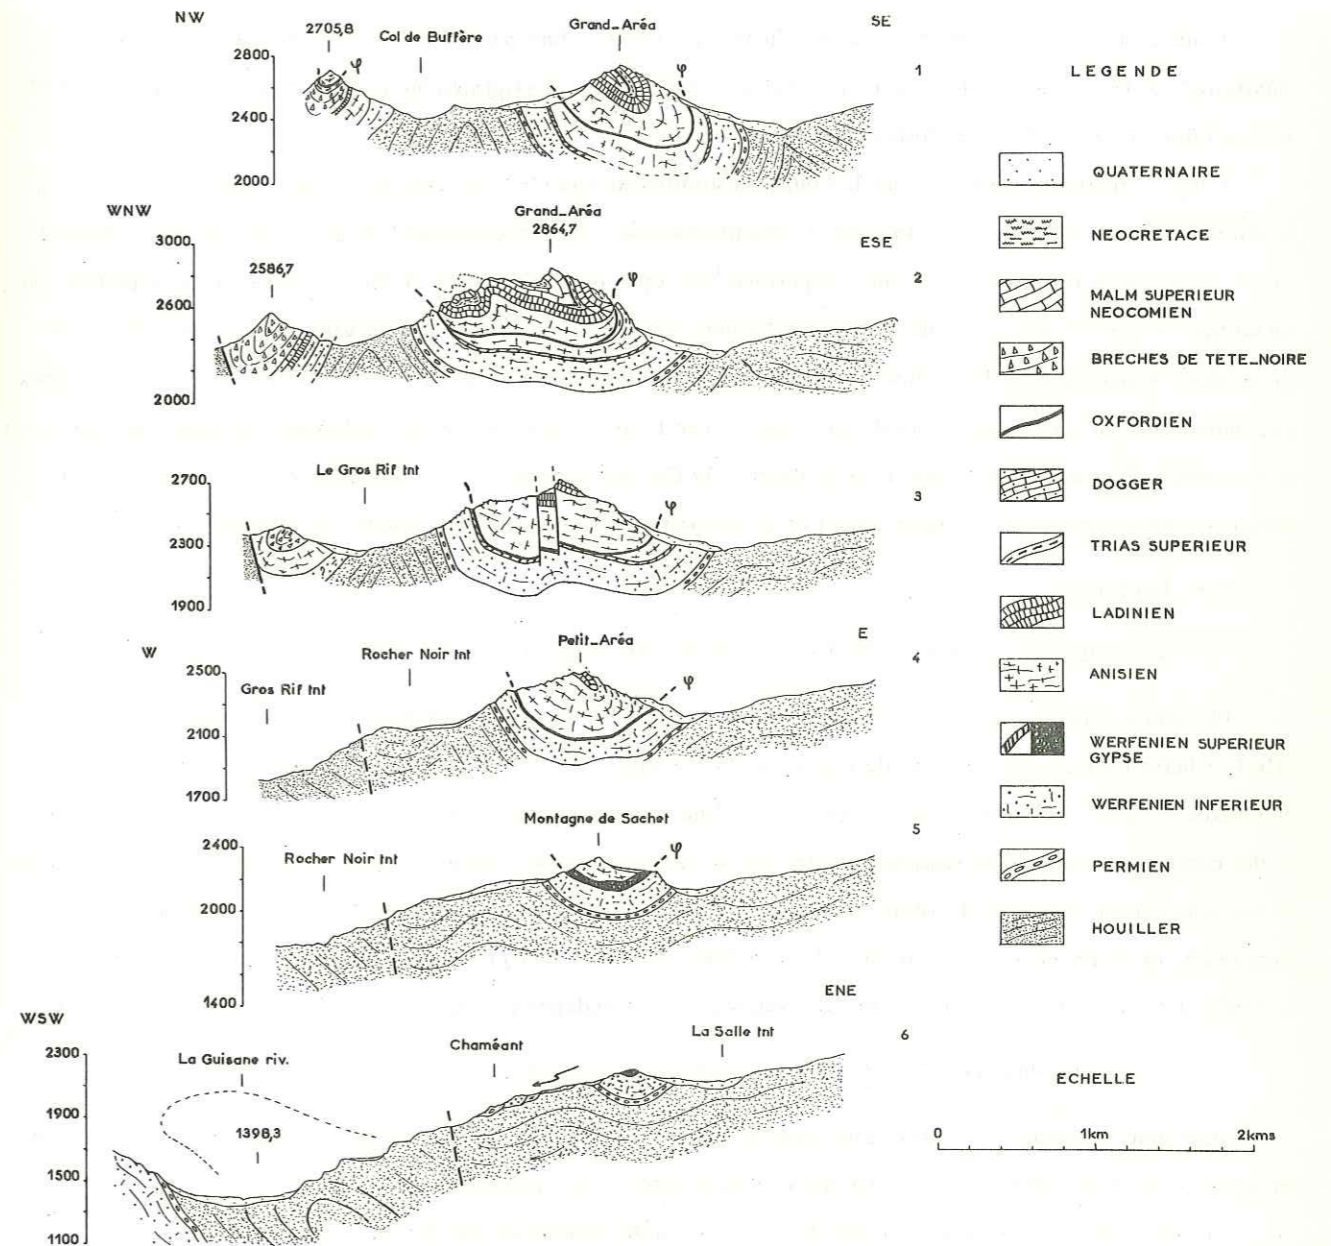 NW
2705,8
φ
Col de Buffère
Grand_Aréa
φ
SE
1
2800
2400
2000
WNW
Grand_Aréa
2864,7
ESE
2
3000
2586,7
φ
2600
2000
Le Gros Rif tnt
3
2700
φ
2300
1900
W
Petit_Aréa
E
4
Rocher Noir tnt
Gros Rif tnt
φ
2500
2100
1700
Montagne de Sachet
5
2400
Rocher Noir tnt
φ
2000
1400
WSW
ENE
6
La Salle tnt
Chaméant
La Guisane riv.
2300
1900
1398,3
1500
1100
LEGENDE
QUATERNAIRE
NEOCRETACE
MALM SUPERIEUR
NEOCOMIEN
BRECHES DE TETE_NOIRE
OXFORDIEN
DOGGER
TRIAS SUPERIEUR
LADINIEN
ANISIEN
WERFENIEN SUPERIEUR
GYPSE
WERFENIEN INFERIEUR
PERMIEN
HOUILLER
ECHELLE
0 1km 2kms